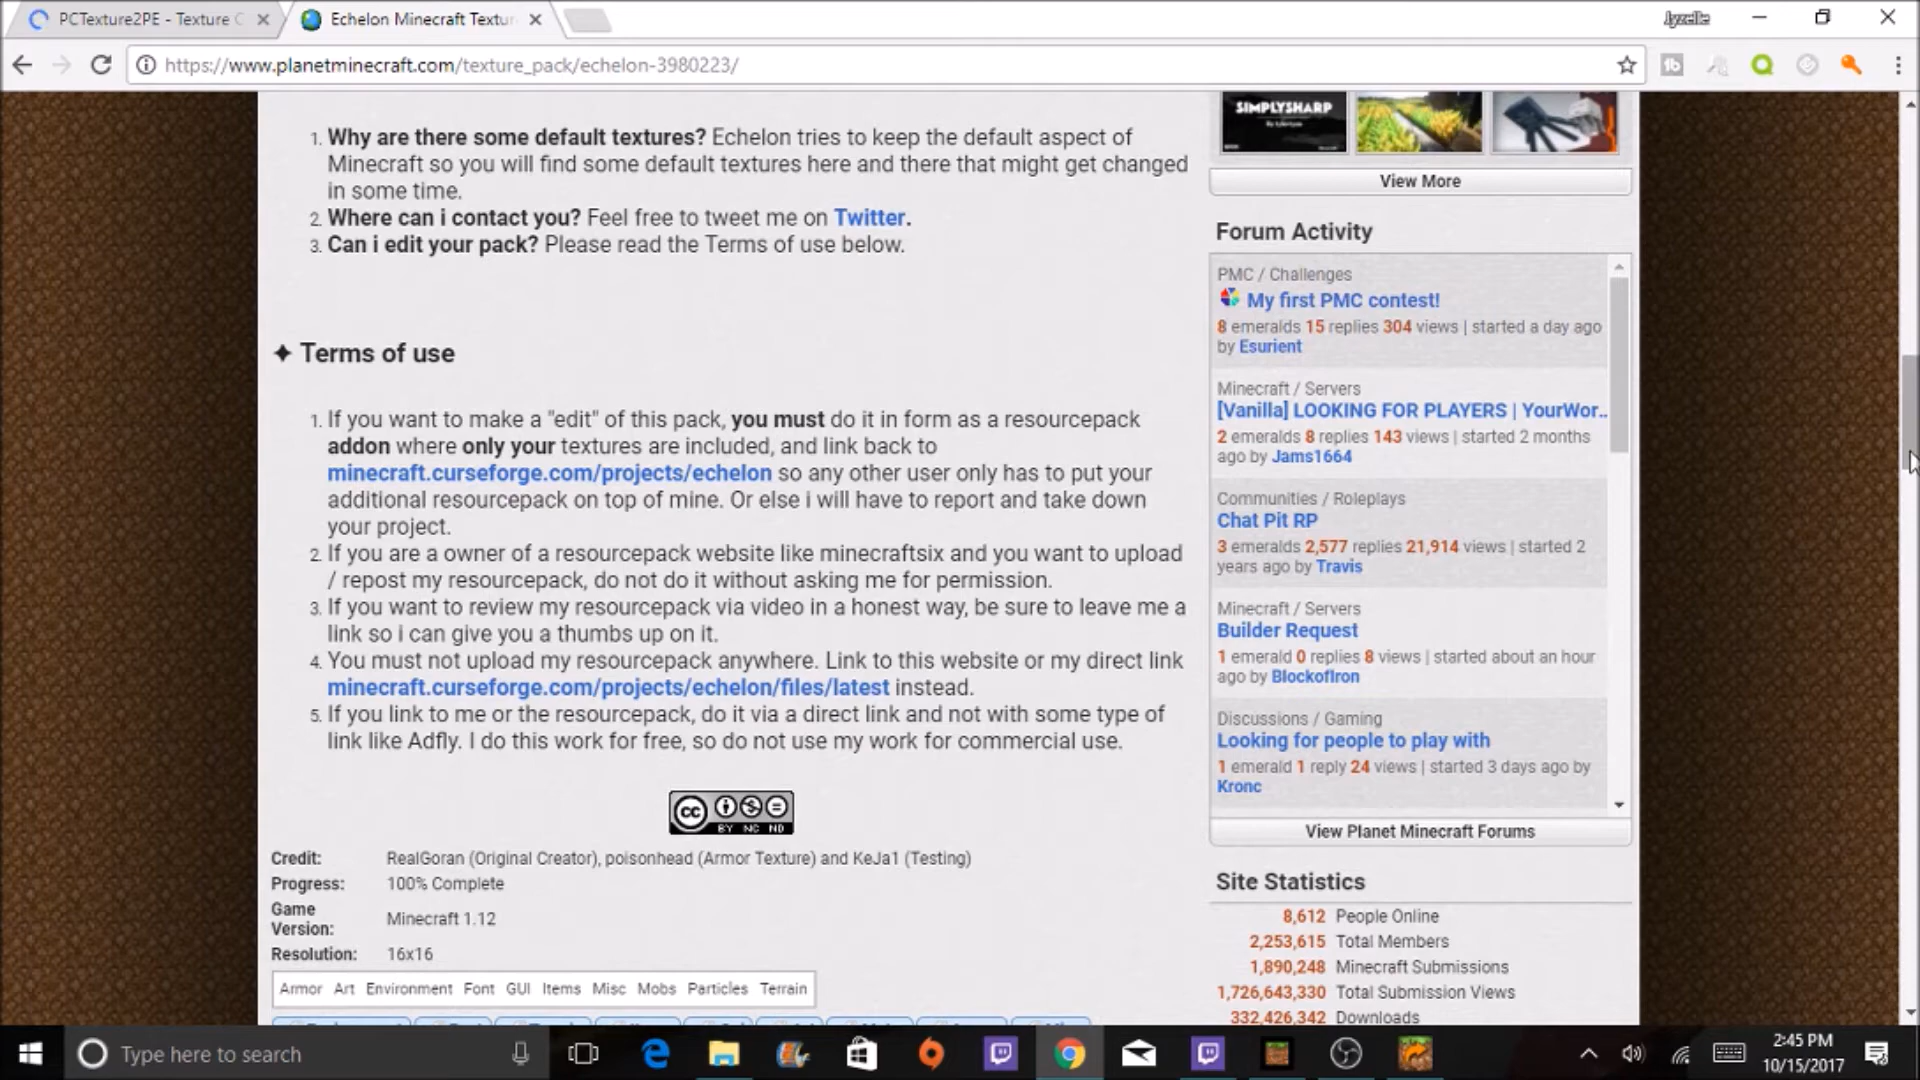 PCTexture2PE - Texture C
Echelon Minecraft Textur
Jyzelle
https://www.planetminecraft.com/texture_pack/echelon-3980223/
1. Why are there some default textures? Echelon tries to keep the default aspect of
Minecraft so you will find some default textures here and there that might get changed
in some time.
2. Where can i contact you? Feel free to tweet me on Twitter.
3. Can i edit your pack? Please read the Terms of use below.
✦ Terms of use
1. If you want to make a "edit" of this pack, you must do it in form as a resourcepack
addon where only your textures are included, and link back to
minecraft.curseforge.com/projects/echelon so any other user only has to put your
additional resourcepack on top of mine. Or else i will have to report and take down
your project.
2. If you are a owner of a resourcepack website like minecraftsix and you want to upload
/ repost my resourcepack, do not do it without asking me for permission.
3. If you want to review my resourcepack via video in a honest way, be sure to leave me a
link so i can give you a thumbs up on it.
4. You must not upload my resourcepack anywhere. Link to this website or my direct link
minecraft.curseforge.com/projects/echelon/files/latest instead.
5. If you link to me or the resourcepack, do it via a direct link and not with some type of
link like Adfly. I do this work for free, so do not use my work for commercial use.
cc
BY NC ND
Credit: RealGoran (Original Creator), poisonhead (Armor Texture) and KeJa1 (Testing)
Progress: 100% Complete
Game
Version: Minecraft 1.12
Resolution: 16x16
Armor Art Environment Font GUI Items Misc Mobs Particles Terrain
SIMPLYSHARP
View More
Forum Activity
PMC / Challenges
My first PMC contest!
8 emeralds 15 replies 304 views | started a day ago
by Esurient
Minecraft / Servers
[Vanilla] LOOKING FOR PLAYERS | YourWor..
2 emeralds 8 replies 143 views | started 2 months
ago by Jams1664
Communities / Roleplays
Chat Pit RP
3 emeralds 2,577 replies 21,914 views | started 2
years ago by Travis
Minecraft / Servers
Builder Request
1 emerald 0 replies 8 views | started about an hour
ago by BlockofIron
Discussions / Gaming
Looking for people to play with
1 emerald 1 reply 24 views | started 3 days ago by
Kronc
View Planet Minecraft Forums
Site Statistics
8,612 People Online
2,253,615 Total Members
1,890,248 Minecraft Submissions
1,726,643,330 Total Submission Views
332,426,342 Downloads
Type here to search
2:45 PM
10/15/2017